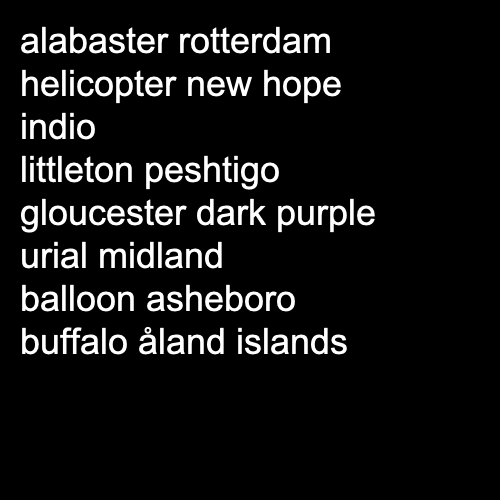 alabaster rotterdam
helicopter new hope
indio
littleton peshtigo
gloucester dark purple
urial midland
balloon asheboro
buffalo åland islands